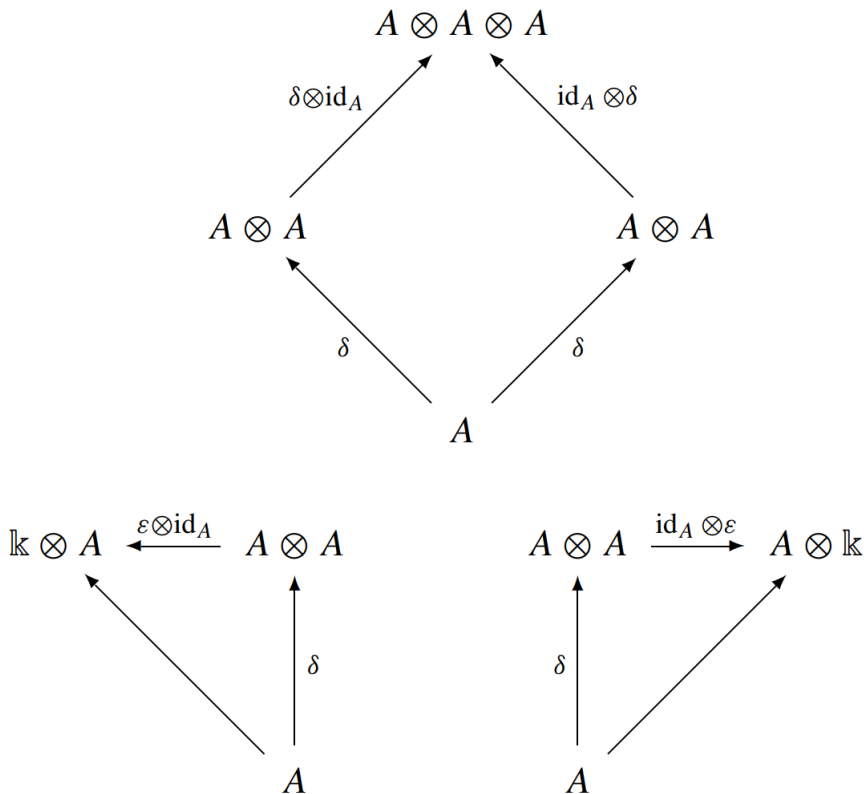 A ⊗ A ⊗ A
δ⊗id_A id_A ⊗δ
A ⊗ A A ⊗ A
δ δ
A
𝕜 ⊗ A ε⊗id_A A ⊗ A A ⊗ A id_A ⊗ε A ⊗ 𝕜
δ δ
A A